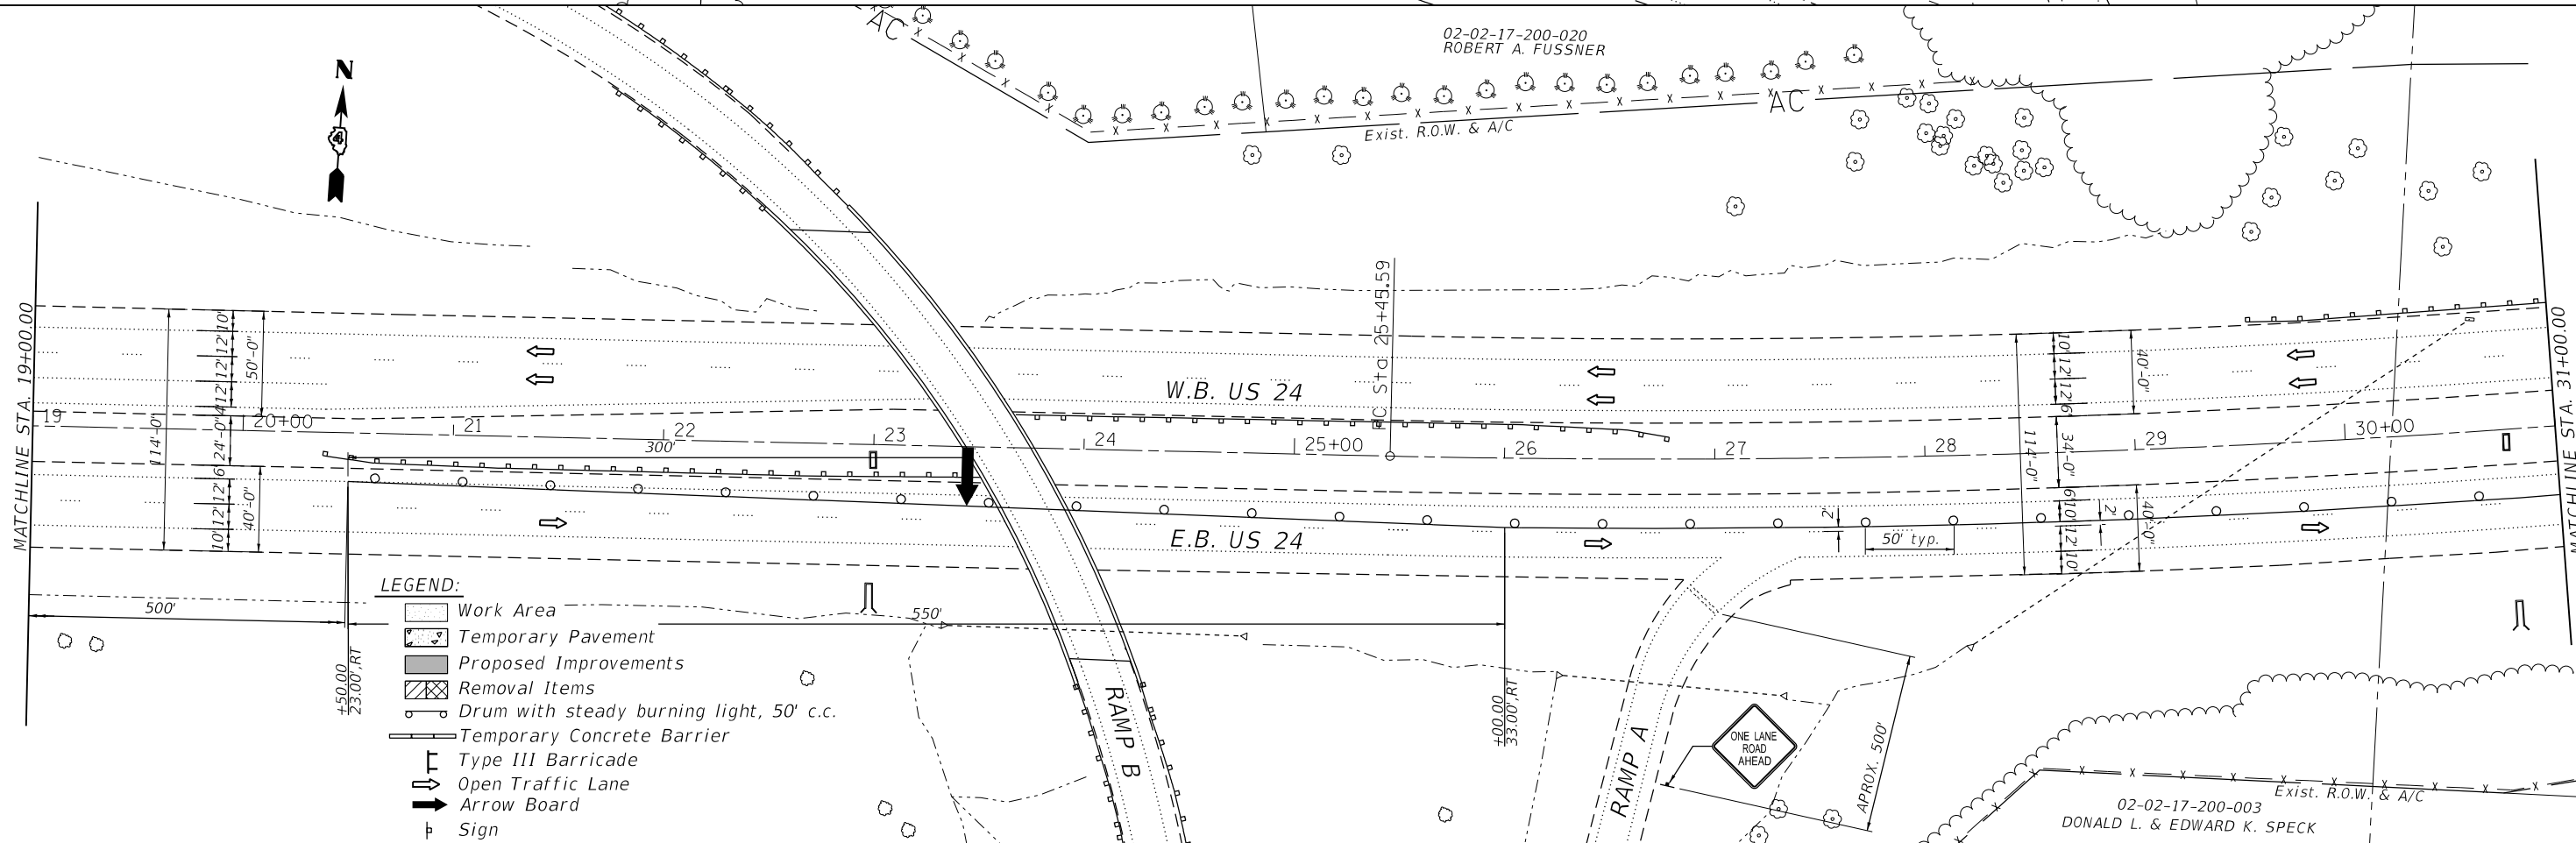 N
AC
02-02-17-200-020
ROBERT A. FUSSNER
AC
Exist. R.O.W. & A/C
MATCHLINE STA. 19+00.00
114'-0"
10'
12'
12'
12'
4'
50'-0"
24'-0"
6'
12'
12'
10'
40'-0"
19
20+00
21
22
23
24
25+00
26
27
28
29
30+00
300'
W.B. US 24
E.B. US 24
PC Sta 25+45.59
2'
50' typ.
114'-0"
10'
12'
12'
6'
40'-0"
34'-0"
6'
10'
12'
10'
2'
40'-0"
MATCHLINE STA. 31+00.00
500'
550'
+50.00
23.00',RT
+00.00
33.00',RT
LEGEND:
Work Area
Temporary Pavement
Proposed Improvements
Removal Items
Drum with steady burning light, 50' c.c.
Temporary Concrete Barrier
Type III Barricade
Open Traffic Lane
Arrow Board
Sign
RAMP B
RAMP A
ONE LANE
ROAD
AHEAD
APROX. 500'
Exist. R.O.W. & A/C
02-02-17-200-003
DONALD L. & EDWARD K. SPECK